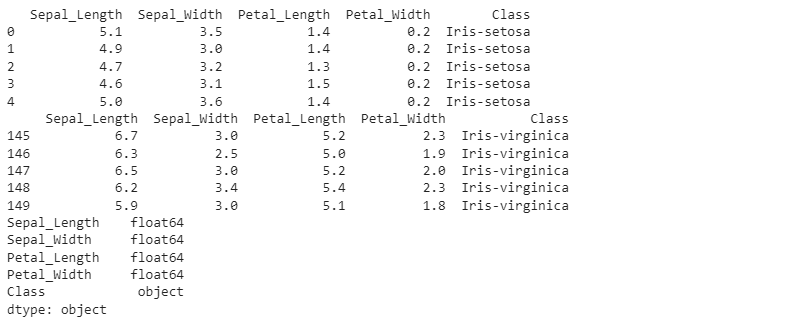 Sepal_Length Sepal_Width Petal_Length Petal_Width Class
0 5.1 3.5 1.4 0.2 Iris-setosa
1 4.9 3.0 1.4 0.2 Iris-setosa
2 4.7 3.2 1.3 0.2 Iris-setosa
3 4.6 3.1 1.5 0.2 Iris-setosa
4 5.0 3.6 1.4 0.2 Iris-setosa
Sepal_Length Sepal_Width Petal_Length Petal_Width Class
145 6.7 3.0 5.2 2.3 Iris-virginica
146 6.3 2.5 5.0 1.9 Iris-virginica
147 6.5 3.0 5.2 2.0 Iris-virginica
148 6.2 3.4 5.4 2.3 Iris-virginica
149 5.9 3.0 5.1 1.8 Iris-virginica
Sepal_Length float64
Sepal_Width float64
Petal_Length float64
Petal_Width float64
Class object
dtype: object